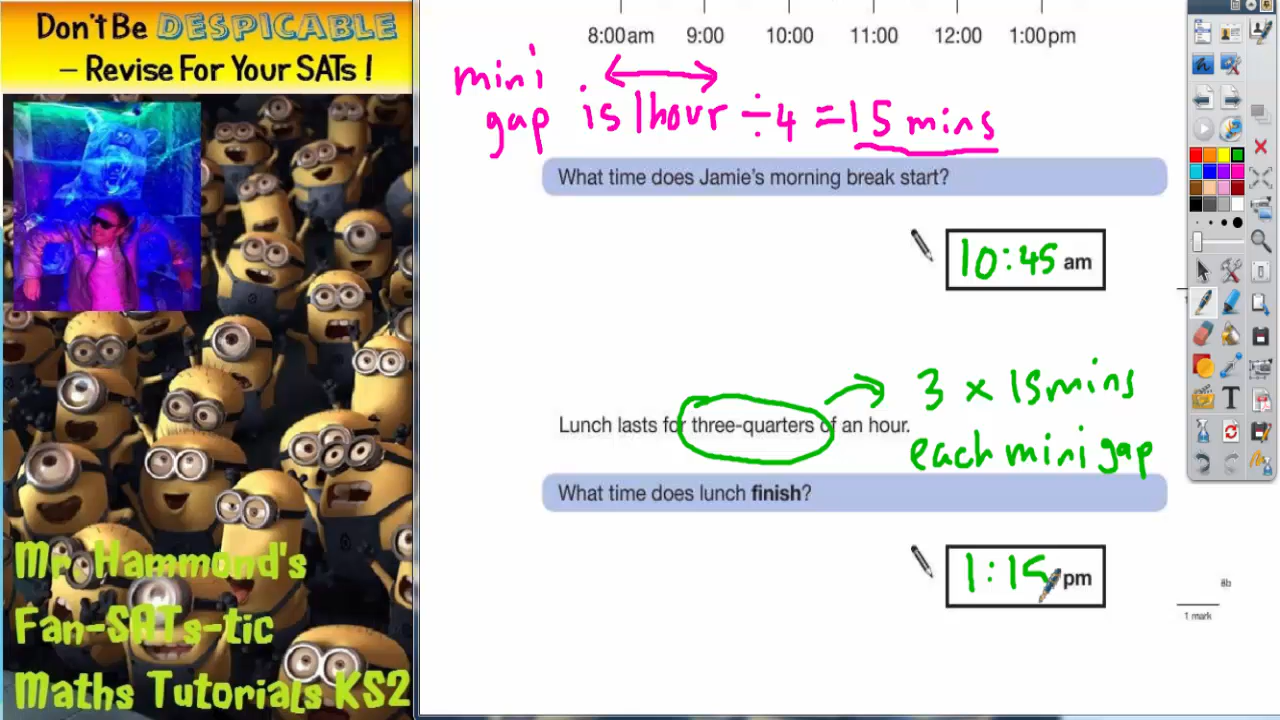 Don't Be DESPICABLE
– Revise For Your SATs !
Mr. Hammond's
Fan-SATs-tic
Maths Tutorials KS2
8:00am 9:00 10:00 11:00 12:00 1:00pm
mini
gap is 1hour ÷4 =15 mins
What time does Jamie's morning break start?
10:45 am
3 x 15mins
Lunch lasts for three-quarters of an hour.
each mini gap
What time does lunch finish?
1:15 pm
8b
1 mark